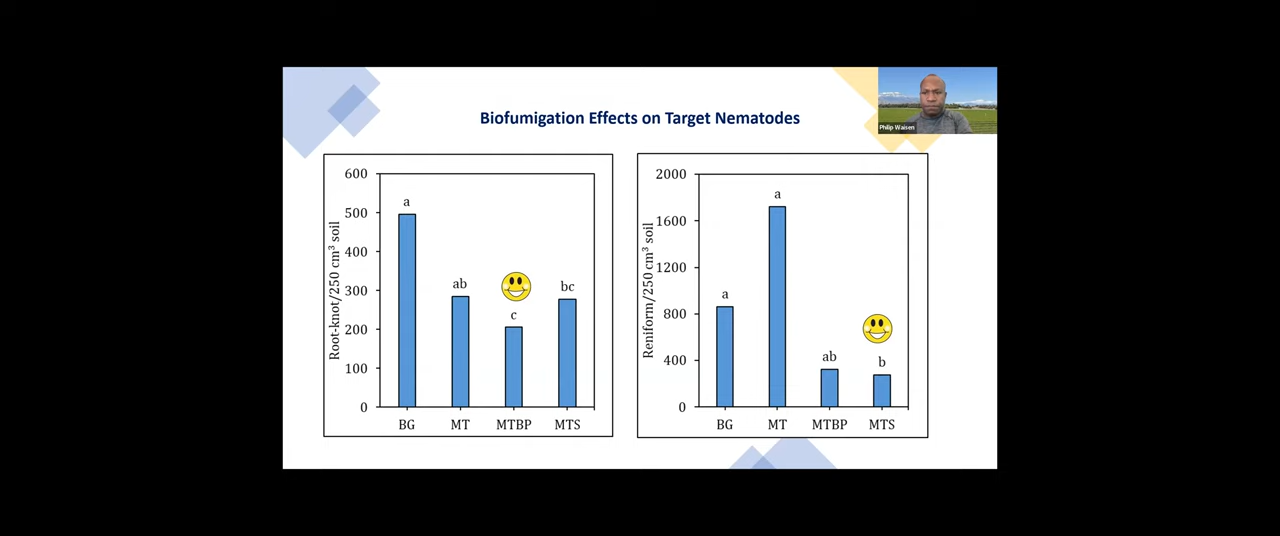 Biofumigation Effects on Target Nematodes
Philip Waisen
Root-knot/250 cm³ soil
600
500
400
300
200
100
0
a
ab
c
bc
BG MT MTBP MTS
Reniform/250 cm³ soil
2000
1600
1200
800
400
0
a
a
ab
b
BG MT MTBP MTS